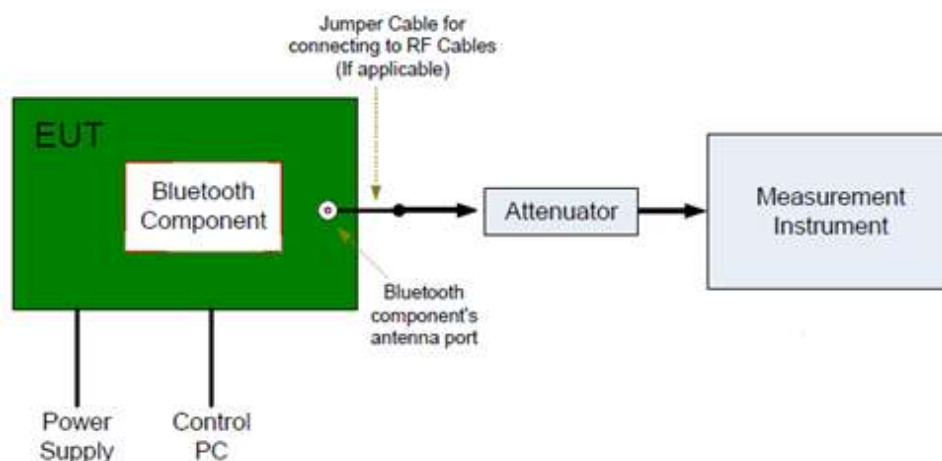 Jumper Cable for
connecting to RF Cables
(If applicable)
EUT
Bluetooth
Component
Attenuator
Measurement
Instrument
Bluetooth
component's
antenna port
Power
Supply
Control
PC